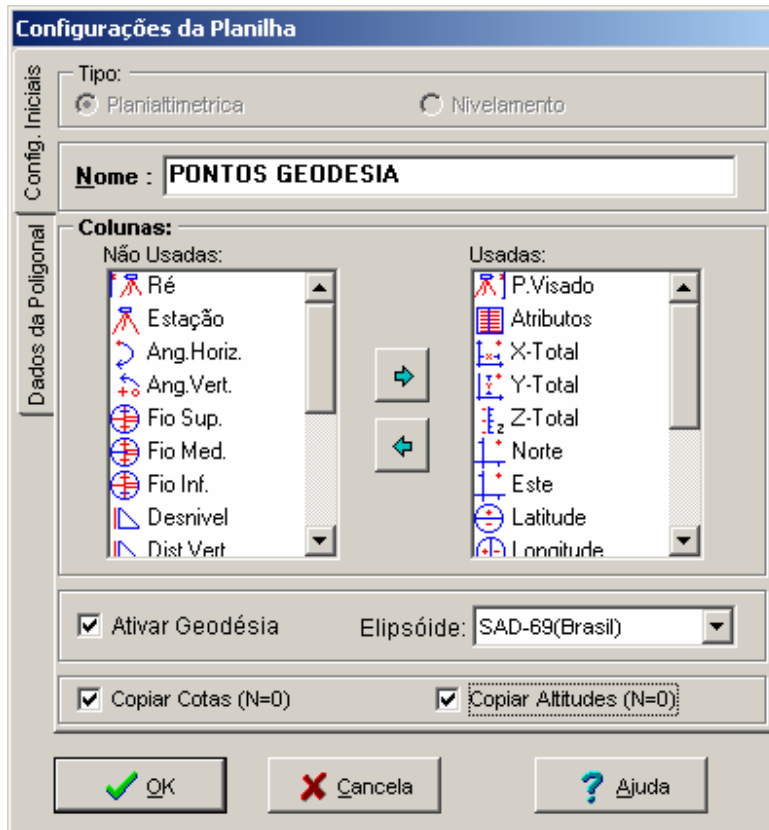 Configurações da Planilha
Config. Iniciais
Dados da Poligonal
Tipo:
Planialtimetrica
Nivelamento
Nome : PONTOS GEODESIA
Colunas:
Não Usadas:
Ré
Estação
Ang.Horiz.
Ang.Vert.
Fio Sup.
Fio Med.
Fio Inf.
Desnivel
Dist Vert
Usadas:
P.Visado
Atributos
X-Total
Y-Total
Z-Total
Norte
Este
Latitude
Longitude
Ativar Geodésia
Elipsóide: SAD-69(Brasil)
Copiar Cotas (N=0)
Copiar Altitudes (N=0)
OK
Cancela
Ajuda